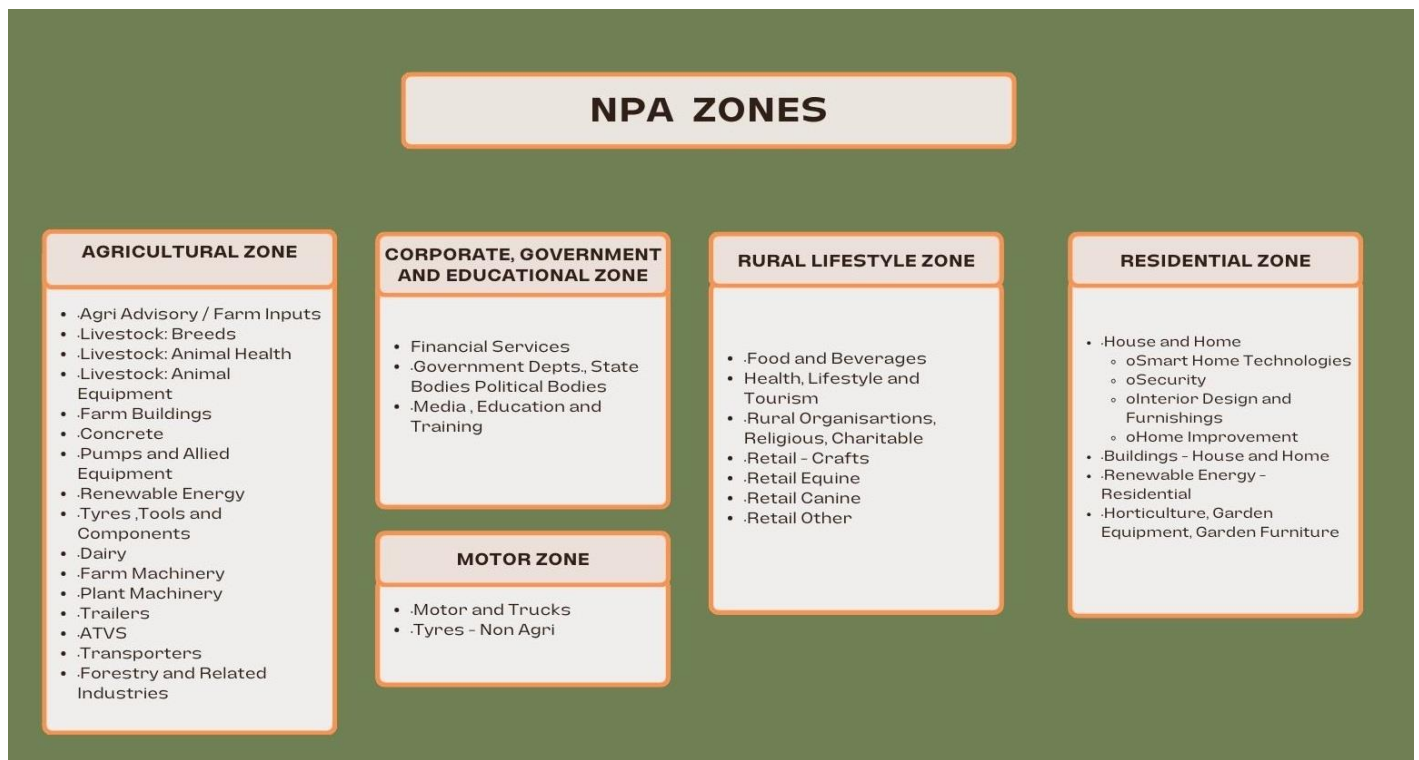 NPA ZONES
AGRICULTURAL ZONE
• ·Agri Advisory / Farm Inputs
• ·Livestock: Breeds
• ·Livestock: Animal Health
• ·Livestock: Animal
Equipment
• ·Farm Buildings
• ·Concrete
• ·Pumps and Allied
Equipment
• ·Renewable Energy
• ·Tyres ,Tools and
Components
• ·Dairy
• ·Farm Machinery
• ·Plant Machinery
• ·Trailers
• ·ATVS
• ·Transporters
• ·Forestry and Related
Industries
CORPORATE, GOVERNMENT
AND EDUCATIONAL ZONE
• Financial Services
• ·Government Depts., State
Bodies Political Bodies
• ·Media , Education and
Training
MOTOR ZONE
• ·Motor and Trucks
• ·Tyres - Non Agri
RURAL LIFESTYLE ZONE
• ·Food and Beverages
• Health, Lifestyle and
Tourism
• ·Rural Organisartions,
Religious, Charitable
• ·Retail - Crafts
• ·Retail Equine
• ·Retail Canine
• ·Retail Other
RESIDENTIAL ZONE
• ·House and Home
◦ oSmart Home Technologies
◦ oSecurity
◦ oInterior Design and
Furnishings
◦ oHome Improvement
• ·Buildings - House and Home
• ·Renewable Energy -
Residential
• ·Horticulture, Garden
Equipment, Garden Furniture